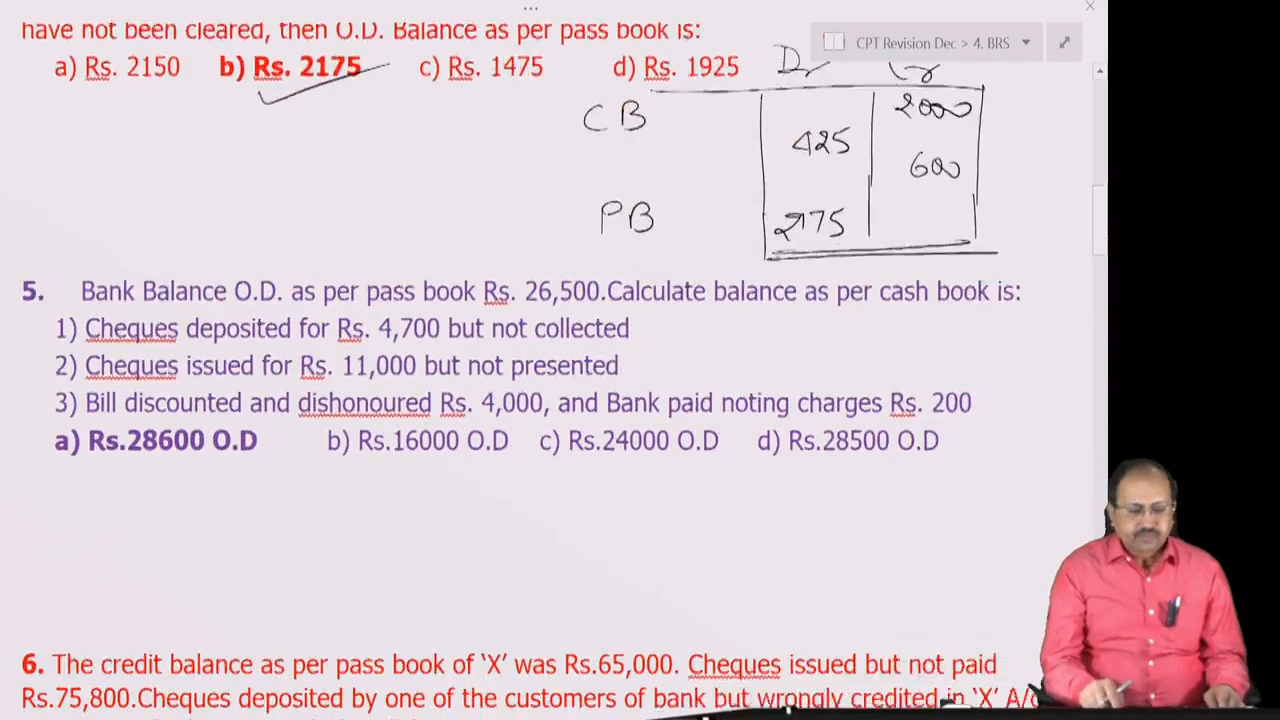 have not been cleared, then O.D. Balance as per pass book is:
CPT Revision Dec > 4. BRS
a) Rs. 2150 b) Rs. 2175 c) Rs. 1475 d) Rs. 1925
Dr Cr
CB 2000
425
600
PB 2175
5. Bank Balance O.D. as per pass book Rs. 26,500.Calculate balance as per cash book is:
1) Cheques deposited for Rs. 4,700 but not collected
2) Cheques issued for Rs. 11,000 but not presented
3) Bill discounted and dishonoured Rs. 4,000, and Bank paid noting charges Rs. 200
a) Rs.28600 O.D b) Rs.16000 O.D c) Rs.24000 O.D d) Rs.28500 O.D
6. The credit balance as per pass book of ‘X’ was Rs.65,000. Cheques issued but not paid
Rs.75,800.Cheques deposited by one of the customers of bank but wrongly credited in ‘X’ A/c